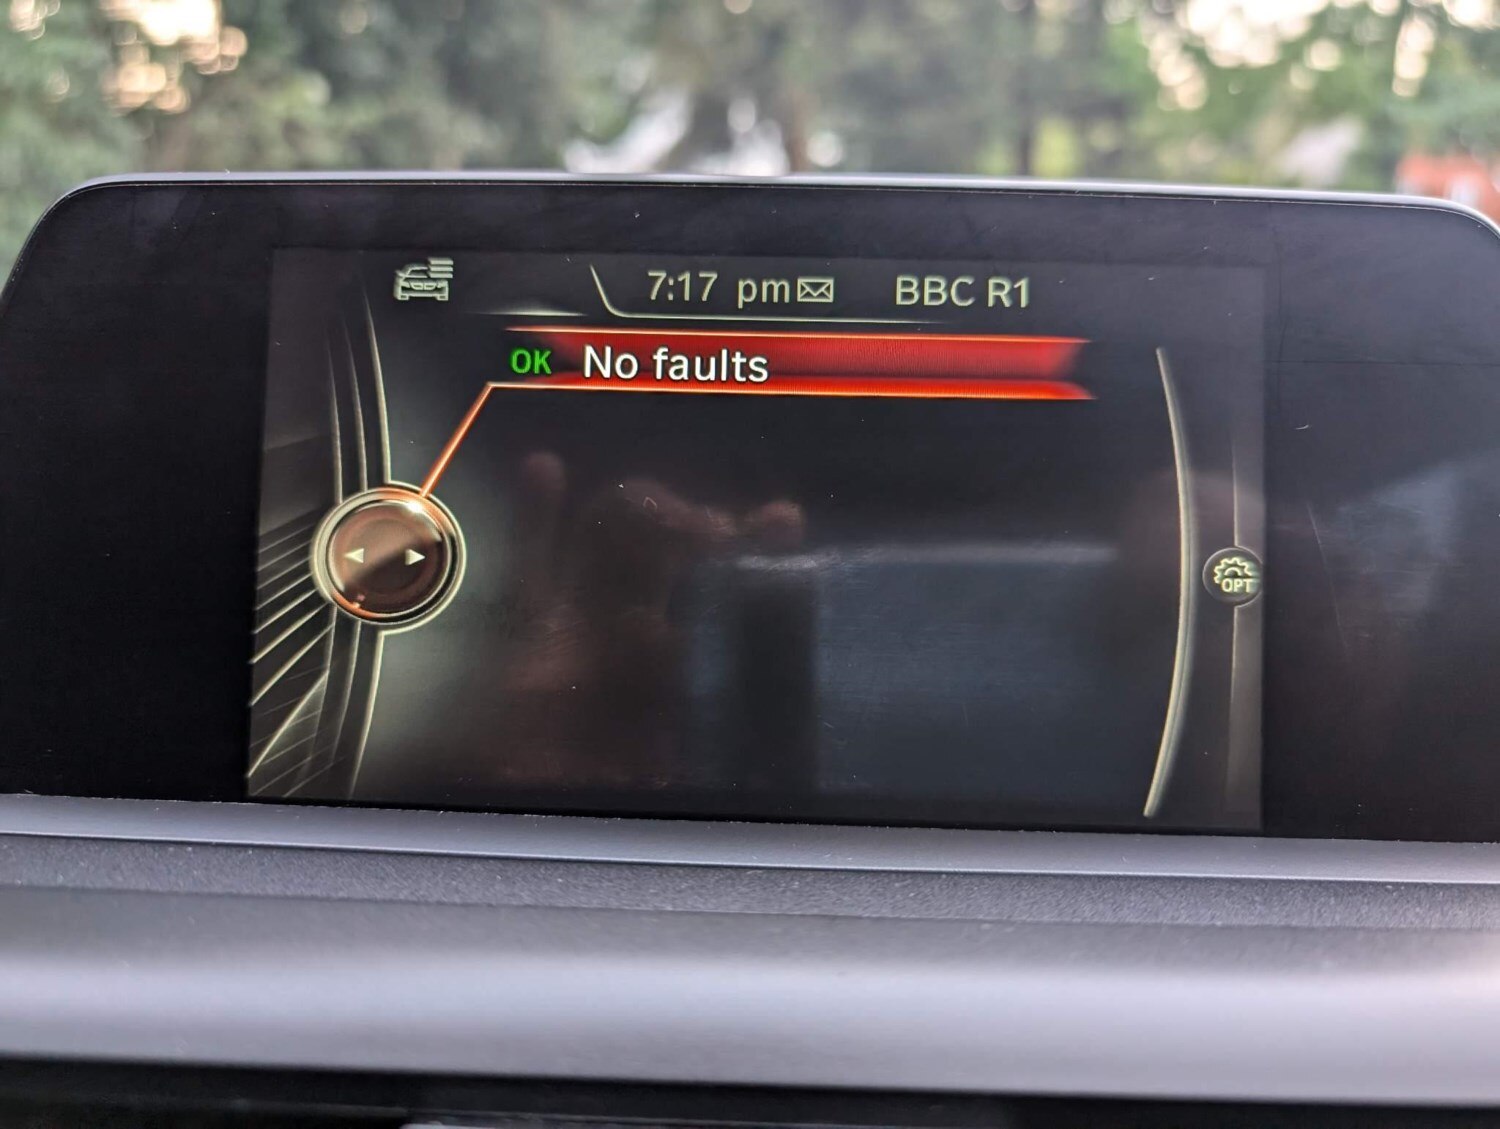 7:17 pm BBC R1
OK No faults
OPT